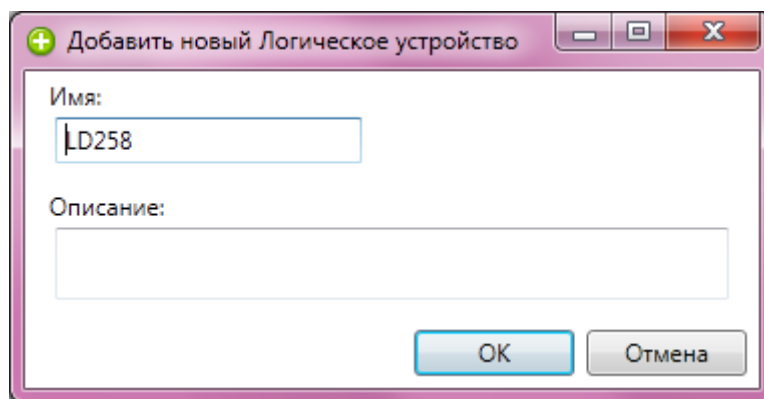 Добавить новый Логическое устройство
Имя:
LD258
Описание:
OK
Отмена